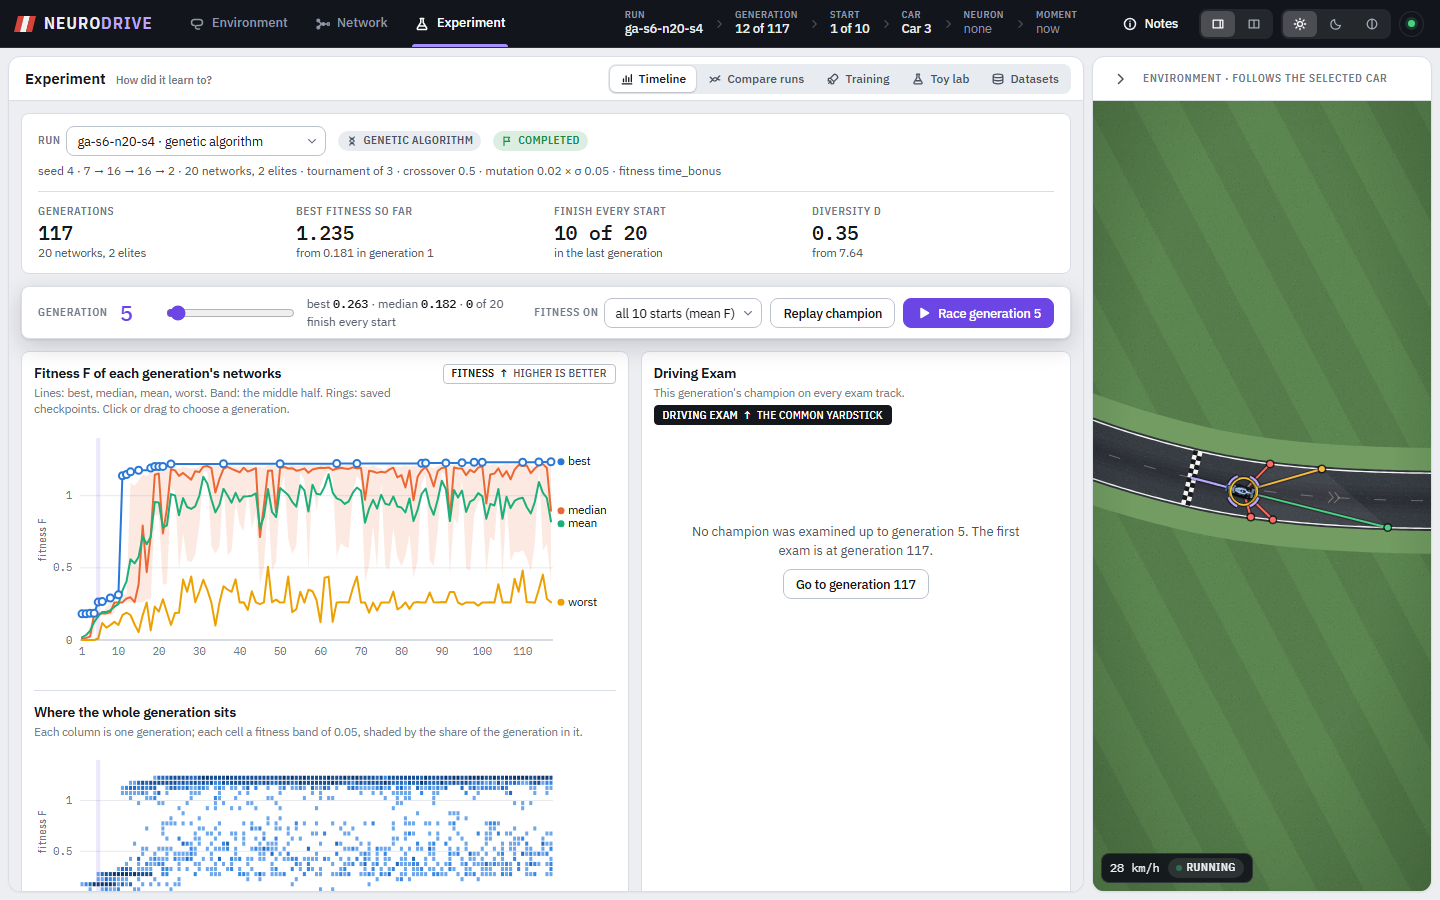 NEURODRIVE
Environment
Network
Experiment
RUN
ga-s6-n20-s4
GENERATION
12 of 117
START
1 of 10
CAR
Car 3
NEURON
none
MOMENT
now
Notes
Experiment
How did it learn to?
Timeline
Compare runs
Training
Toy lab
Datasets
ENVIRONMENT · FOLLOWS THE SELECTED CAR
RUN
ga-s6-n20-s4 · genetic algorithm
GENETIC ALGORITHM
COMPLETED
seed 4 · 7 → 16 → 16 → 2 · 20 networks, 2 elites · tournament of 3 · crossover 0.5 · mutation 0.02 × σ 0.05 · fitness time_bonus
GENERATIONS
117
20 networks, 2 elites
BEST FITNESS SO FAR
1.235
from 0.181 in generation 1
FINISH EVERY START
10 of 20
in the last generation
DIVERSITY D
0.35
from 7.64
GENERATION 5
best 0.263 · median 0.182 · 0 of 20
finish every start
FITNESS ON
all 10 starts (mean F)
Replay champion
Race generation 5
Fitness F of each generation's networks
FITNESS ↑ HIGHER IS BETTER
Lines: best, median, mean, worst. Band: the middle half. Rings: saved
checkpoints. Click or drag to choose a generation.
fitness F
1
0.5
0
1 10 20 30 40 50 60 70 80 90 100 110
best
median
mean
worst
Where the whole generation sits
Each column is one generation; each cell a fitness band of 0.05, shaded by the share of the generation in it.
fitness F
1
0.5
Driving Exam
This generation's champion on every exam track.
DRIVING EXAM ↑ THE COMMON YARDSTICK
No champion was examined up to generation 5. The first
exam is at generation 117.
Go to generation 117
28 km/h
RUNNING